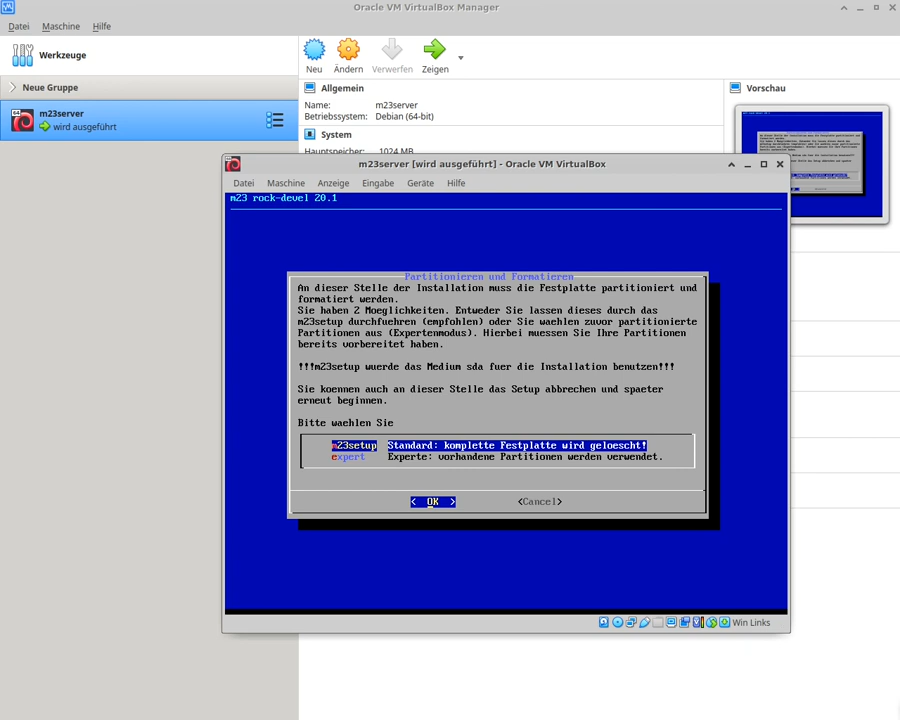 Oracle VM VirtualBox Manager
Datei Maschine Hilfe
Werkzeuge
Neu Ändern Verwerfen Zeigen
Neue Gruppe
m23server
wird ausgeführt
Allgemein
Name: m23server
Betriebssystem: Debian (64-bit)
System
Hauptspeicher: 1024 MB
Vorschau
m23server [wird ausgeführt] - Oracle VM VirtualBox
Datei Maschine Anzeige Eingabe Geräte Hilfe
m23 rock-devel 20.1
Partitionieren und Formatieren
An dieser Stelle der Installation muss die Festplatte partitioniert und
formatiert werden.
Sie haben 2 Moeglichkeiten. Entweder Sie lassen dieses durch das
m23setup durchfuehren (empfohlen) oder Sie waehlen zuvor partitionierte
Partitionen aus (Expertenmodus). Hierbei muessen Sie Ihre Partitionen
bereits vorbereitet haben.
!!!m23setup wuerde das Medium sda fuer die Installation benutzen!!!
Sie koennen auch an dieser Stelle das Setup abbrechen und spaeter
erneut beginnen.
Bitte waehlen Sie
m23setup Standard: komplette Festplatte wird geloescht!
expert Experte: vorhandene Partitionen werden verwendet.
< OK > <Cancel>
Win Links